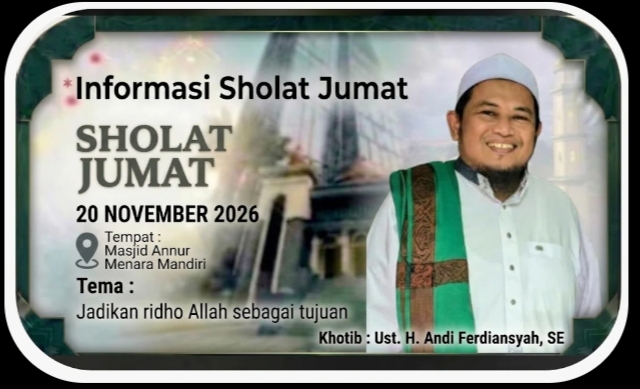 *Informasi Sholat Jumat
SHOLAT
JUMAT
20 NOVEMBER 2026
Tempat :
Masjid Annur
Menara Mandiri
Tema :
Jadikan ridho Allah sebagai tujuan
Khotib : Ust. H. Andi Ferdiansyah, SE